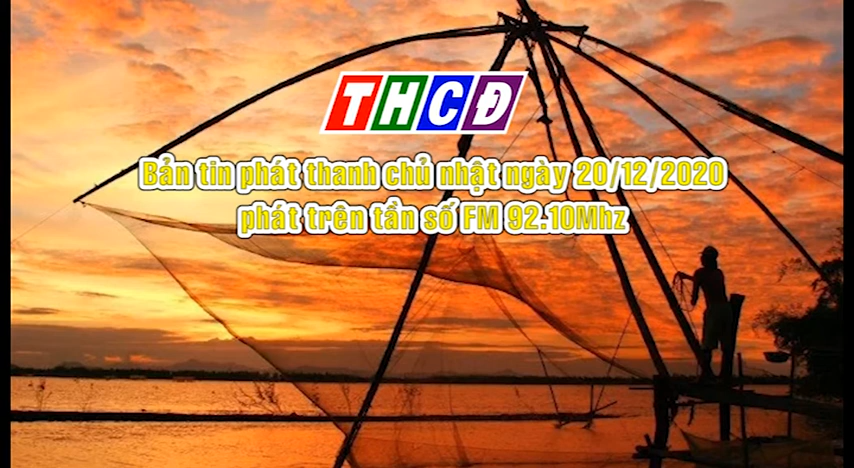 THCĐ
Bản tin phát thanh chủ nhật ngày 20/12/2020
phát trên tần số FM 92.10Mhz